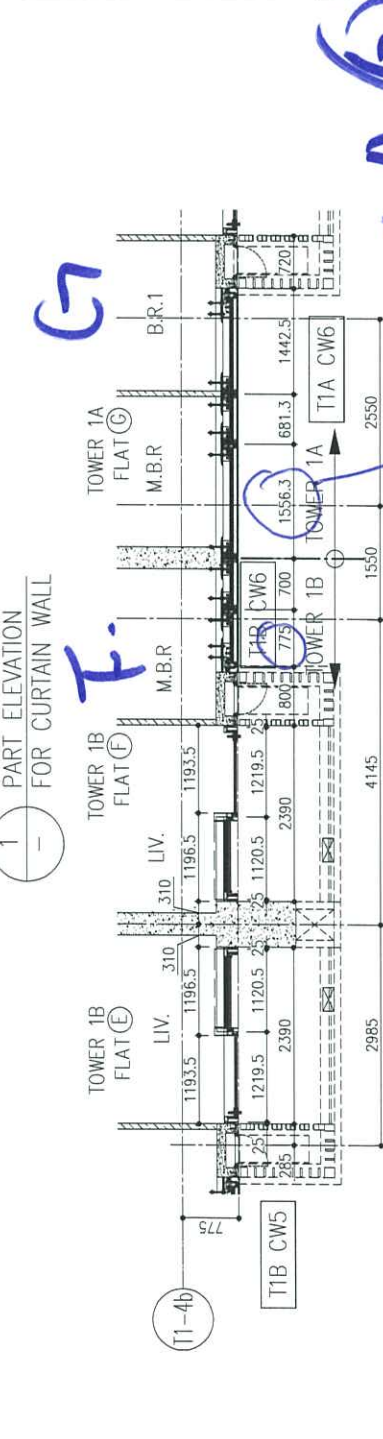 1
—
PART ELEVATION
FOR CURTAIN WALL
TOWER 1B
FLAT E
TOWER 1B
FLAT F
F.
TOWER 1A
FLAT G
G
LIV.
LIV.
M.B.R
M.B.R
B.R.1
310
310
1193.5
1196.5
1196.5
1193.5
T1-4b
775
T1B CW5
285
25
1219.5
1120.5
25
25
1120.5
1219.5
25
800
775
700
1556.3
681.3
1442.5
720
2390
2390
T1B CW6
T1A CW6
TOWER 1B
TOWER 1A
2985
4145
1550
2550